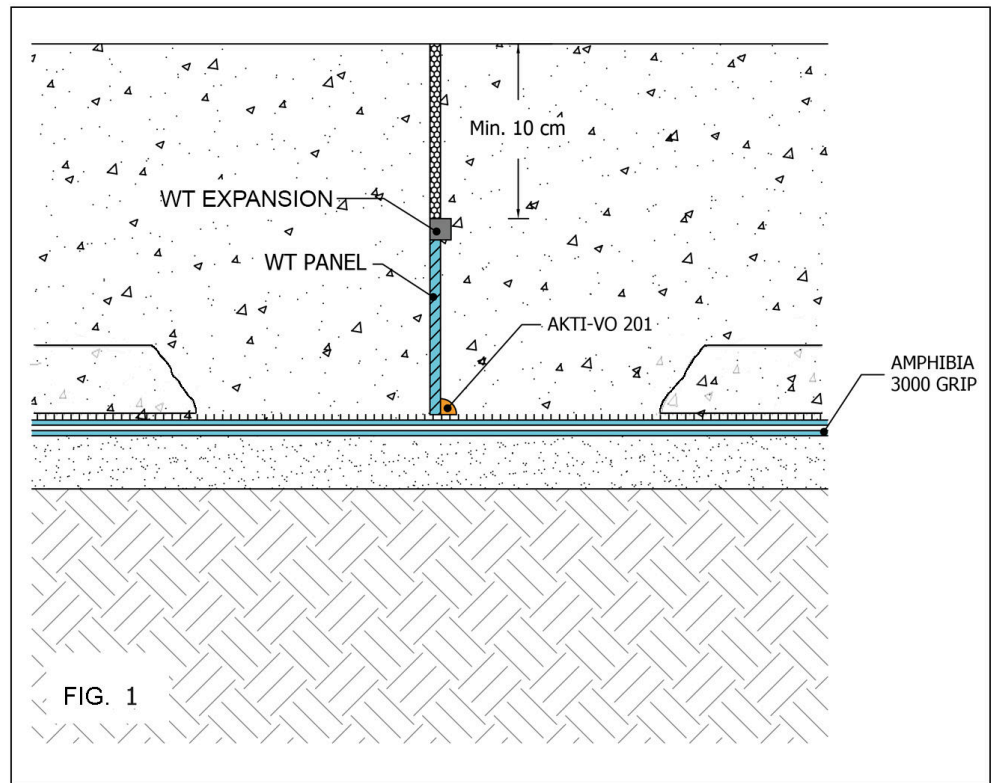 Min. 10 cm
WT EXPANSION
WT PANEL
AKTI-VO 201
AMPHIBIA
3000 GRIP
FIG. 1